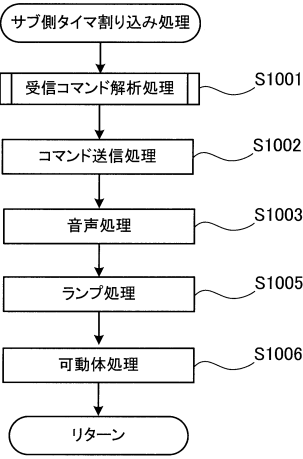 サブ側タイマ割り込み処理
受信コマンド解析処理
S1001
コマンド送信処理
S1002
音声処理
S1003
ランプ処理
S1005
可動体処理
S1006
リターン